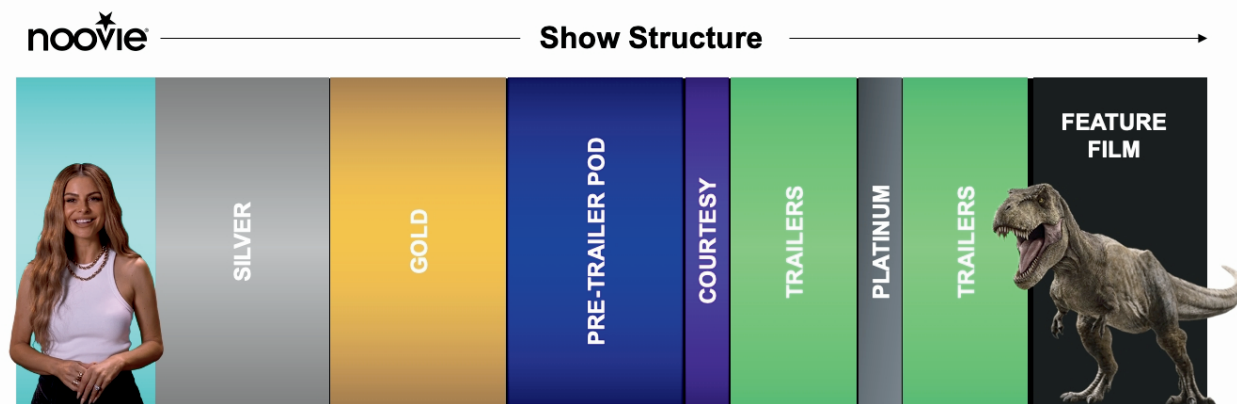 noovie
Show Structure
SILVER
GOLD
PRE-TRAILER POD
COURTESY
TRAILERS
PLATINUM
TRAILERS
FEATURE
FILM